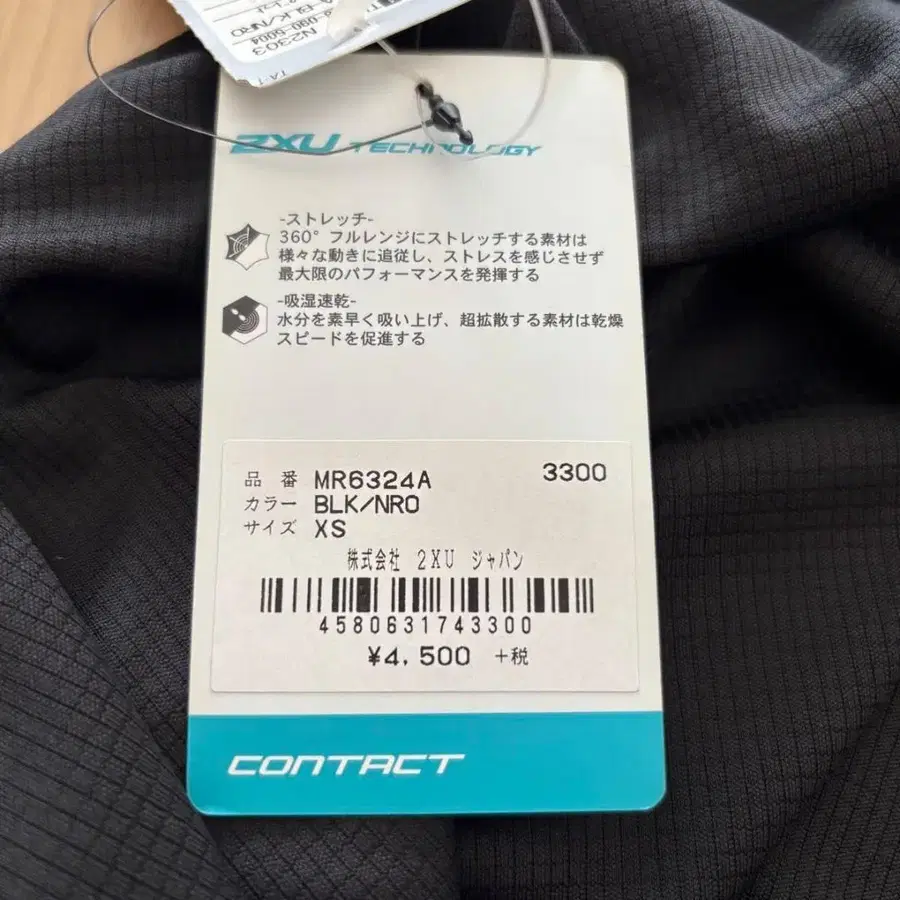 N2303
2XU TECHNOLOGY
-ストレッチ-
360° フルレンジにストレッチする素材は
様々な動きに追従し、ストレスを感じさせず
最大限のパフォーマンスを発揮する
-吸湿速乾-
水分を素早く吸い上げ、超拡散する素材は乾燥
スピードを促進する
品 番 MR6324A 3300
カラー BLK/NRO
サイズ XS
株式会社 2XU ジャパン
4580631743300
¥4,500 +税
CONTACT